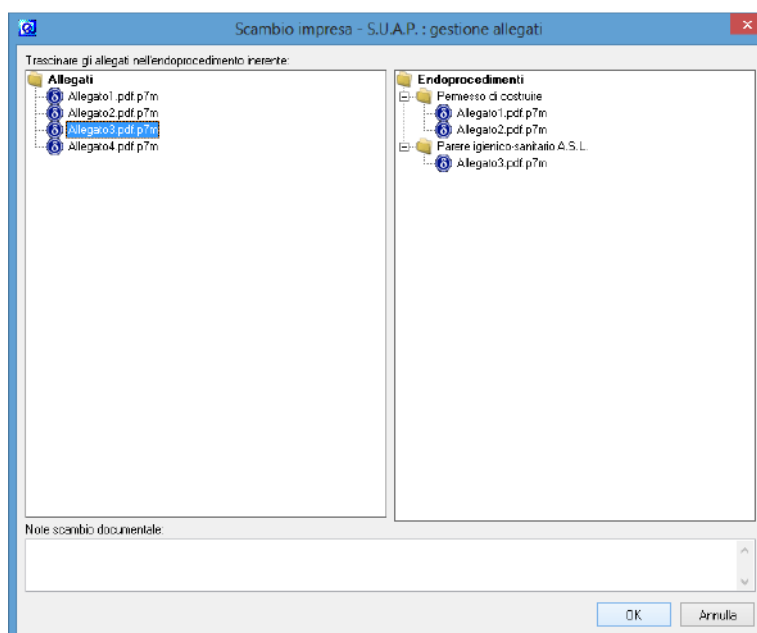 Scambio impresa - S.U.A.P. : gestione allegati
Trascinare gli allegati nell'endoprocedimento inerente:
Allegati
Allegato1.pdf.p7m
Allegato2.pdf.p7m
Allegato3.pdf.p7m
Allegato4.pdf.p7m
Endoprocedimenti
Permesso di costruire
Allegato1.pdf.p7m
Allegato2.pdf.p7m
Parere igienico-sanitario A.S.L.
Allegato3.pdf.p7m
Note scambio documentale:
OK
Annulla